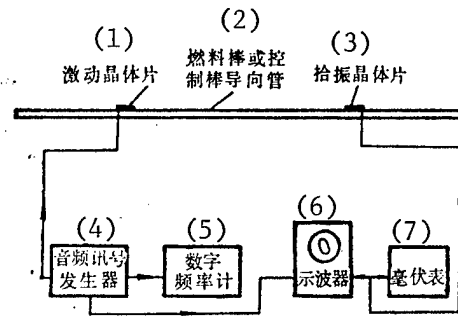 (1)
激动晶体片
(2)
燃料棒或控
制棒导向管
(3)
拾振晶体片
(4)
音频讯号
发生器
(5)
数字
频率计
(6)
示波器
(7)
毫伏表